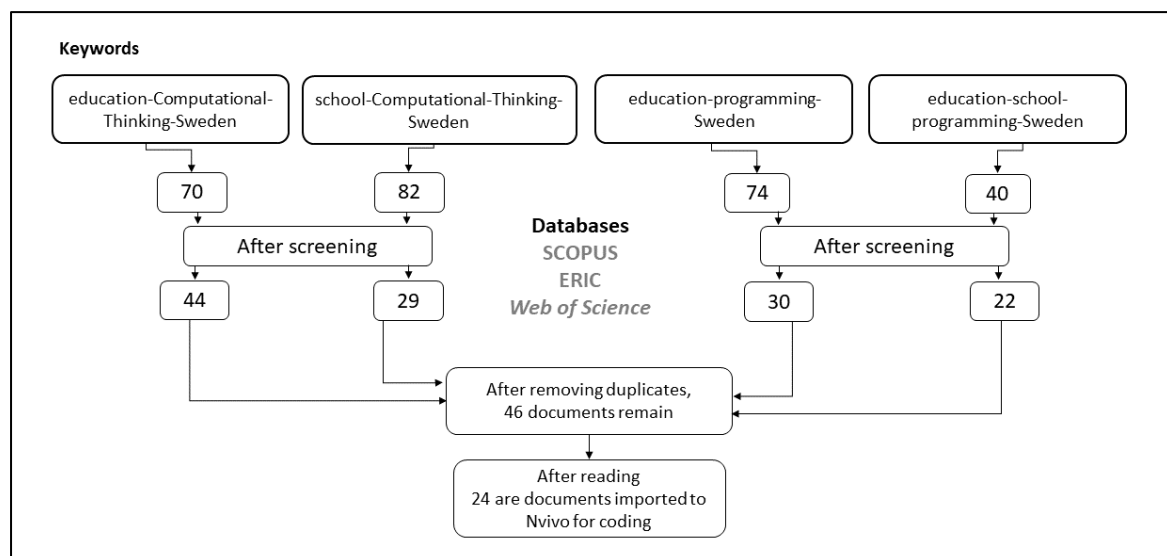 Keywords
education-Computational-
Thinking-Sweden
school-Computational-Thinking-
Sweden
education-programming-
Sweden
education-school-
programming-Sweden
70
82
74
40
After screening
Databases
SCOPUS
ERIC
Web of Science
After screening
44
29
30
22
After removing duplicates,
46 documents remain
After reading
24 are documents imported to
Nvivo for coding